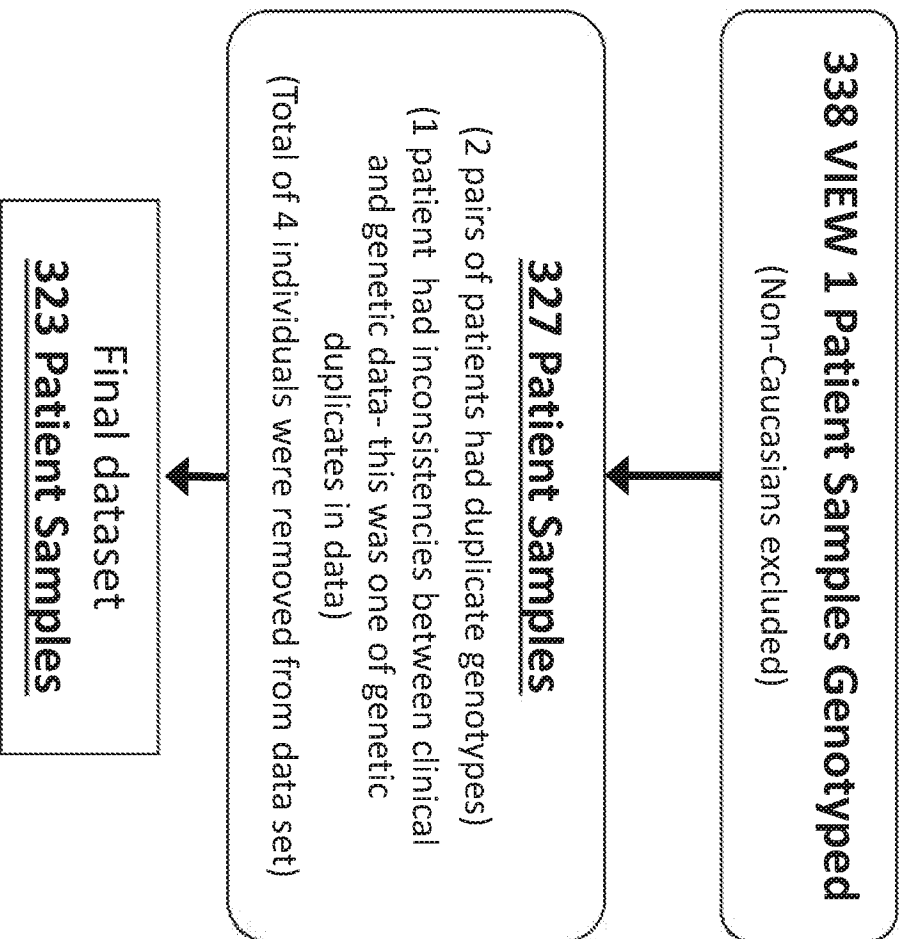 338 VIEW 1 Patient Samples Genotyped
(Non-Caucasians excluded)
327 Patient Samples
(2 pairs of patients had duplicate genotypes)
(1 patient had inconsistencies between clinical
and genetic data- this was one of genetic
duplicates in data)
(Total of 4 individuals were removed from data set)
Final dataset
323 Patient Samples